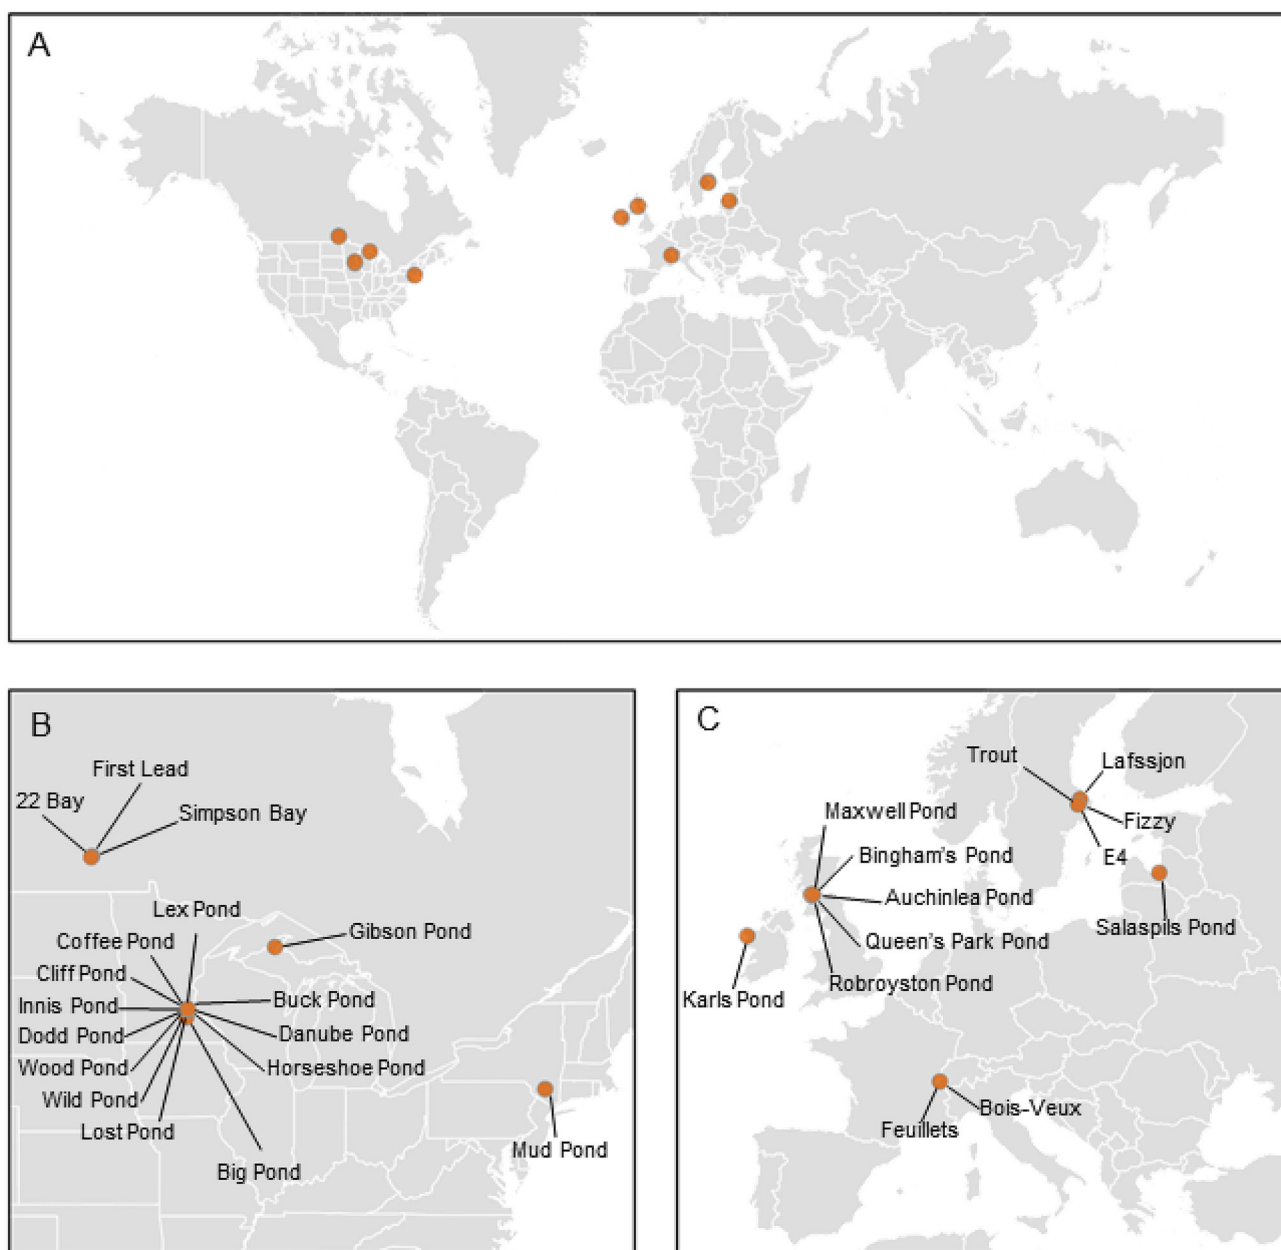 A
B
First Lead
22 Bay
Simpson Bay
Lex Pond
Coffee Pond
Gibson Pond
Cliff Pond
Innis Pond
Buck Pond
Dodd Pond
Danube Pond
Wood Pond
Horseshoe Pond
Wild Pond
Lost Pond
Big Pond
Mud Pond
C
Trout
Lafssjon
Maxwell Pond
Fizzy
Bingham's Pond
E4
Auchinlea Pond
Salaspils Pond
Queen's Park Pond
Robroyston Pond
Karls Pond
Bois-Veux
Feuillets